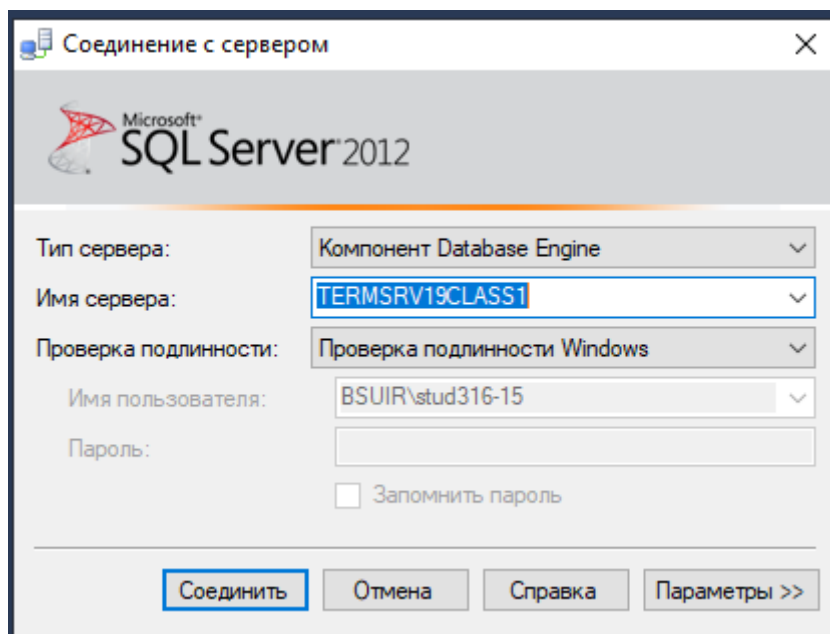 Соединение с сервером
Microsoft®
SQL Server® 2012
Тип сервера: Компонент Database Engine
Имя сервера: TERMSRV19CLASS1
Проверка подлинности: Проверка подлинности Windows
Имя пользователя: BSUIR\stud316-15
Пароль:
Запомнить пароль
Соединить Отмена Справка Параметры >>